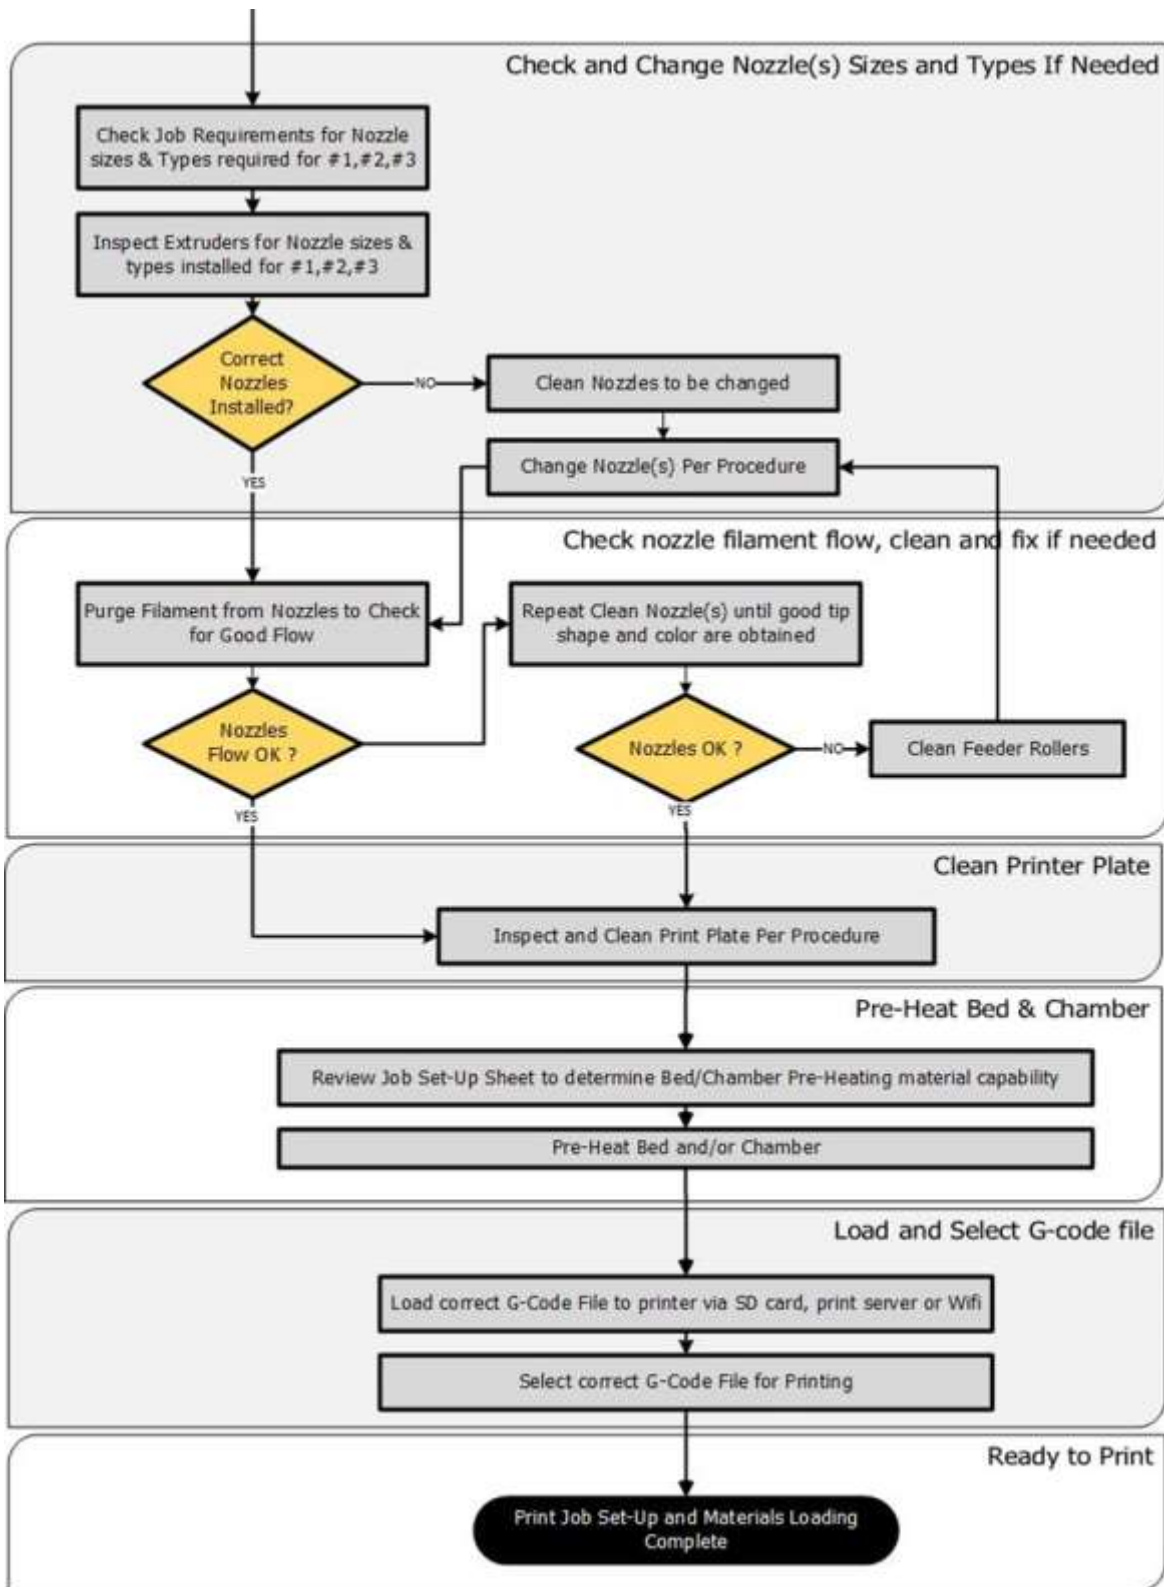 Check and Change Nozzle(s) Sizes and Types If Needed
Check Job Requirements for Nozzle
sizes & Types required for #1,#2,#3
Inspect Extruders for Nozzle sizes &
types installed for #1,#2,#3
Correct
Nozzles
Installed?
NO
Clean Nozzles to be changed
Change Nozzle(s) Per Procedure
YES
Check nozzle filament flow, clean and fix if needed
Purge Filament from Nozzles to Check
for Good Flow
Repeat Clean Nozzle(s) until good tip
shape and color are obtained
Nozzles
Flow OK ?
Nozzles OK ?
NO
Clean Feeder Rollers
YES
YES
Clean Printer Plate
Inspect and Clean Print Plate Per Procedure
Pre-Heat Bed & Chamber
Review Job Set-Up Sheet to determine Bed/Chamber Pre-Heating material capability
Pre-Heat Bed and/or Chamber
Load and Select G-code file
Load correct G-Code File to printer via SD card, print server or Wifi
Select correct G-Code File for Printing
Ready to Print
Print Job Set-Up and Materials Loading
Complete